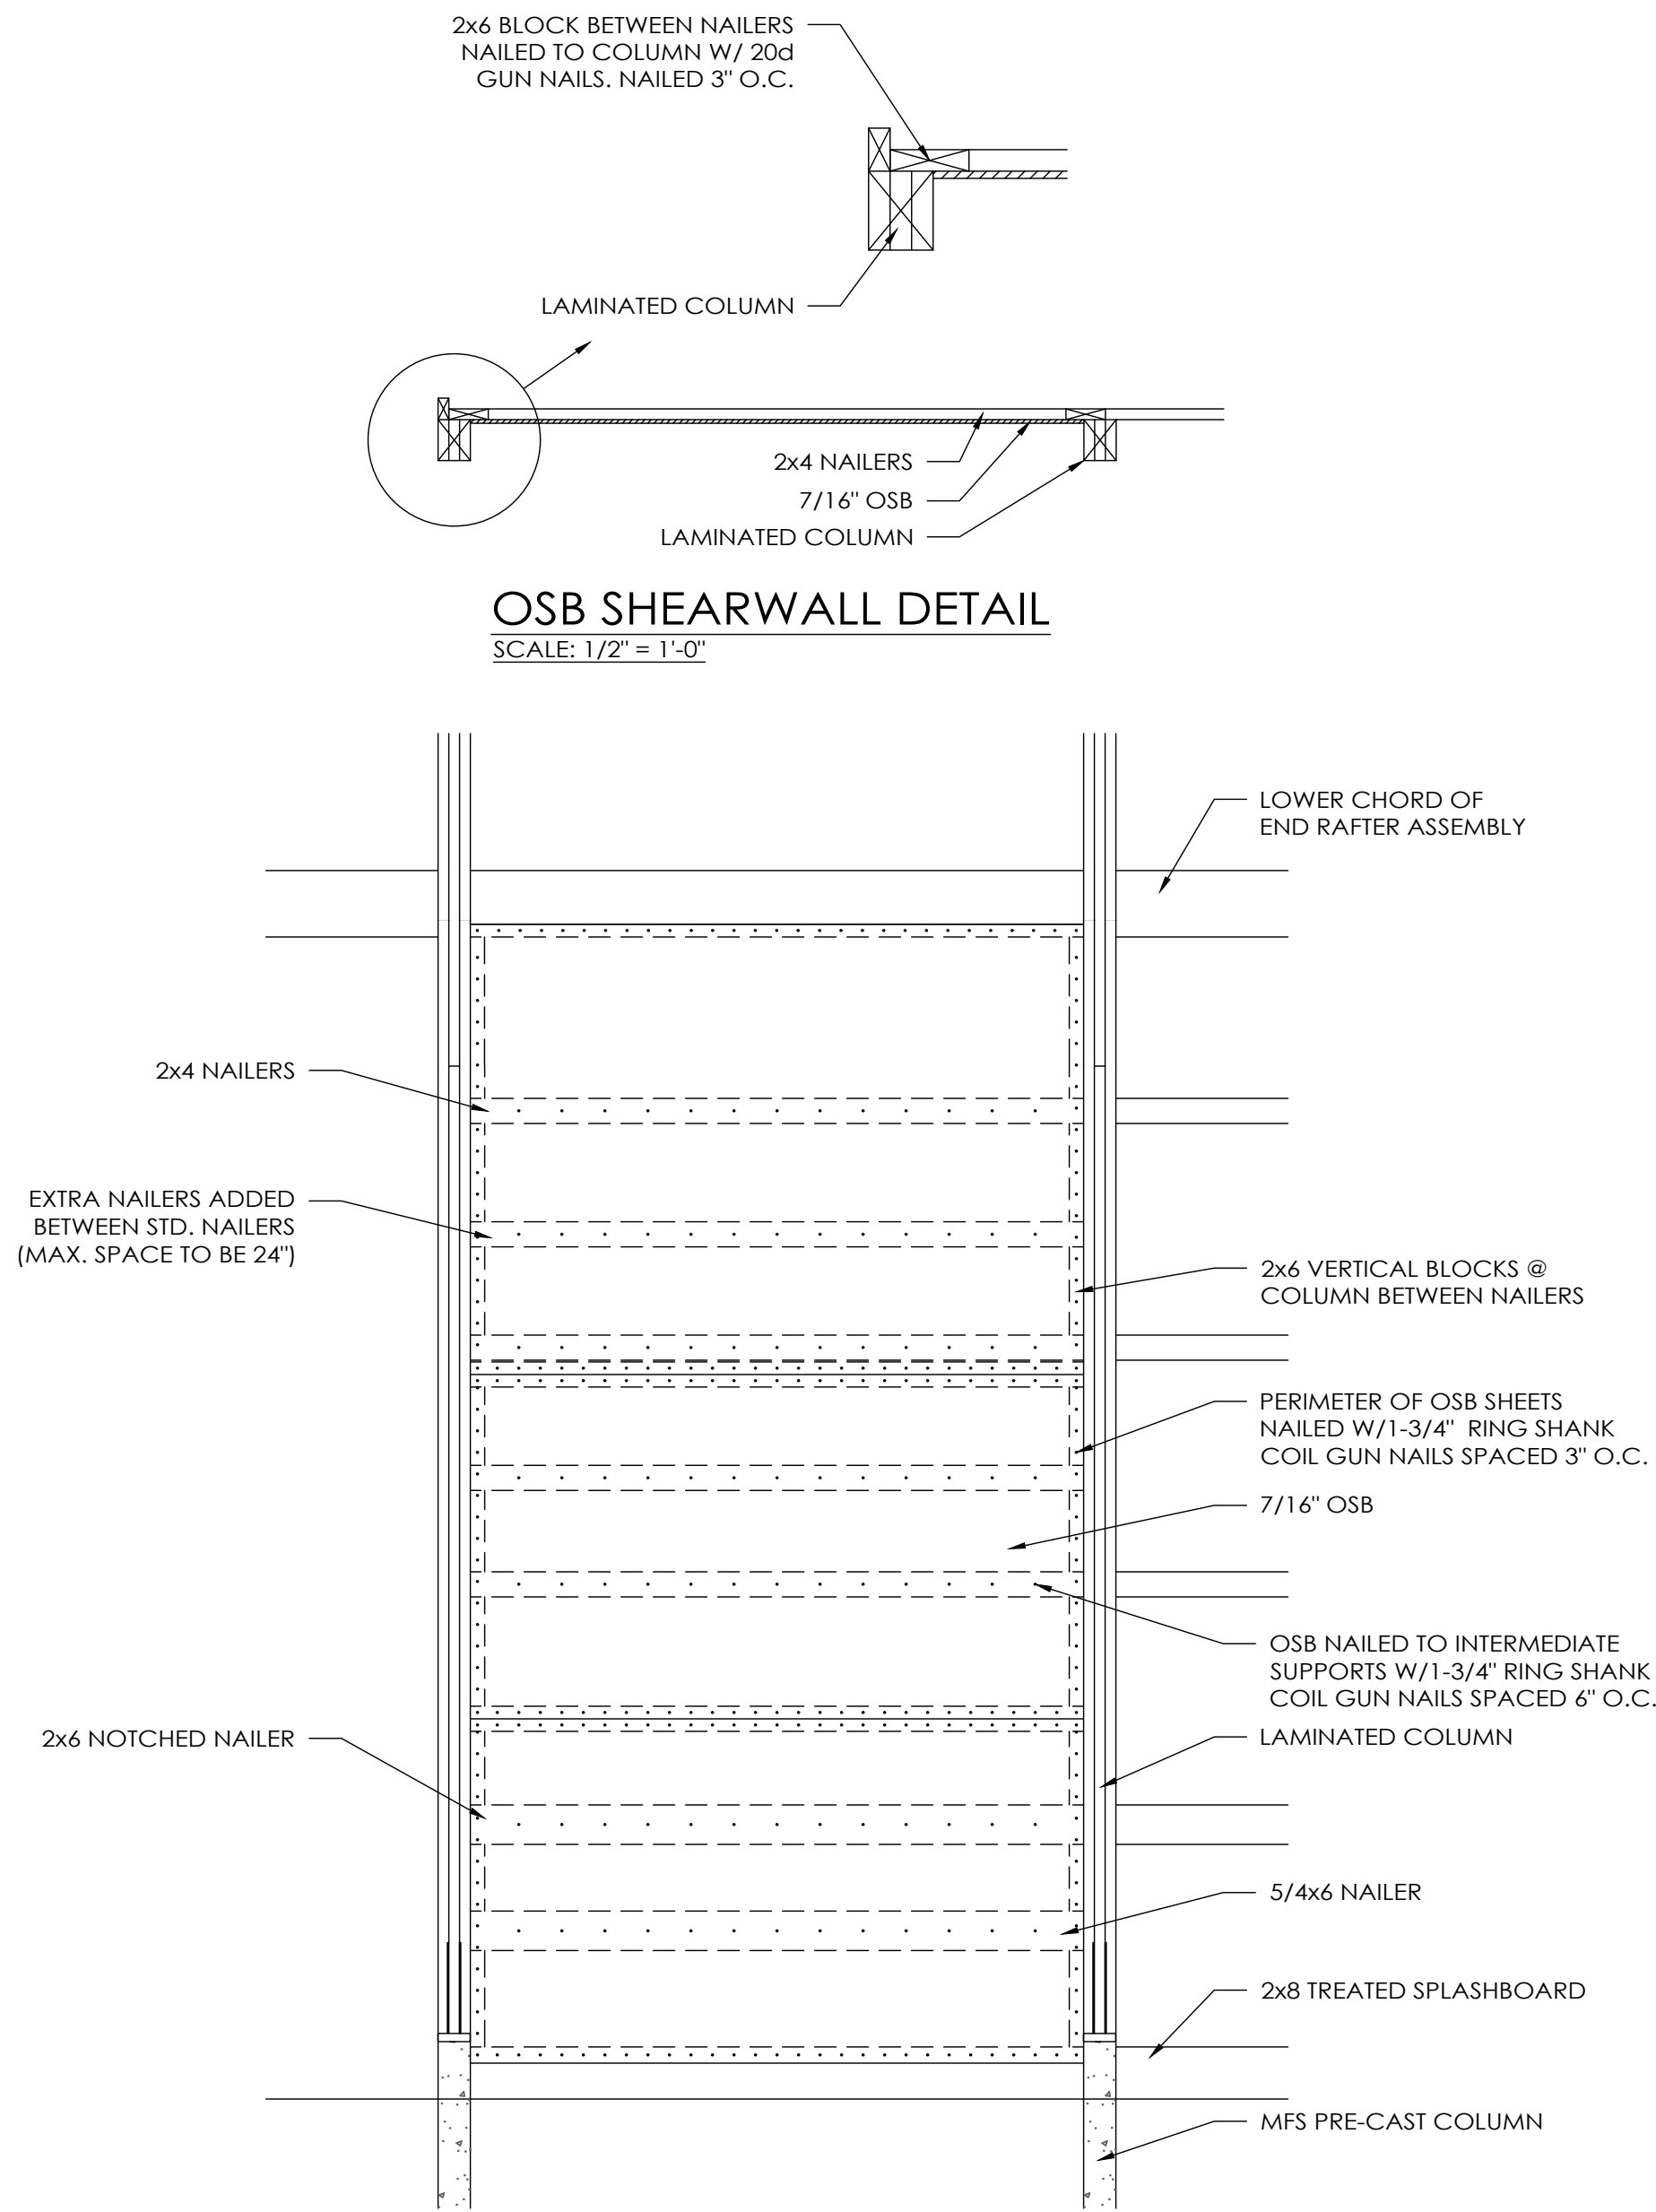 2x6 BLOCK BETWEEN NAILERS
NAILED TO COLUMN W/ 20d
GUN NAILS. NAILED 3" O.C.
LAMINATED COLUMN
2x4 NAILERS
7/16" OSB
LAMINATED COLUMN
OSB SHEARWALL DETAIL
SCALE: 1/2" = 1'-0"
LOWER CHORD OF
END RAFTER ASSEMBLY
2x4 NAILERS
EXTRA NAILERS ADDED
BETWEEN STD. NAILERS
(MAX. SPACE TO BE 24")
2x6 VERTICAL BLOCKS @
COLUMN BETWEEN NAILERS
PERIMETER OF OSB SHEETS
NAILED W/1-3/4" RING SHANK
COIL GUN NAILS SPACED 3" O.C.
7/16" OSB
OSB NAILED TO INTERMEDIATE
SUPPORTS W/1-3/4" RING SHANK
COIL GUN NAILS SPACED 6" O.C.
2x6 NOTCHED NAILER
LAMINATED COLUMN
5/4x6 NAILER
2x8 TREATED SPLASHBOARD
MFS PRE-CAST COLUMN